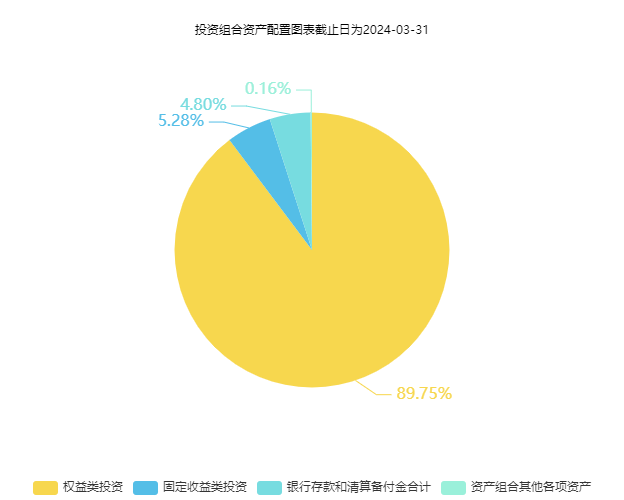 投资组合资产配置图表截止日为2024-03-31
0.16%
4.80%
5.28%
89.75%
权益类投资 固定收益类投资 银行存款和清算备付金合计 资产组合其他各项资产